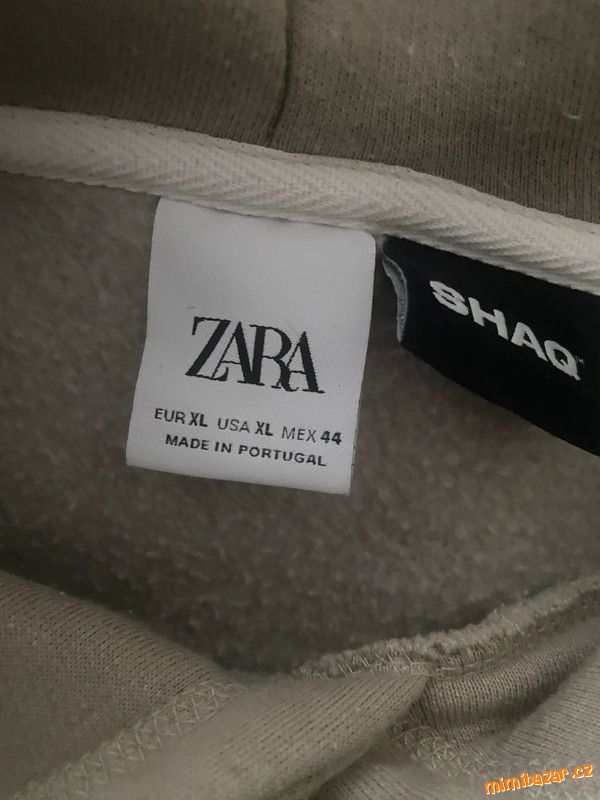 ZARA
EUR XL USA XL MEX 44
MADE IN PORTUGAL
SHAQ
mimibazar.cz